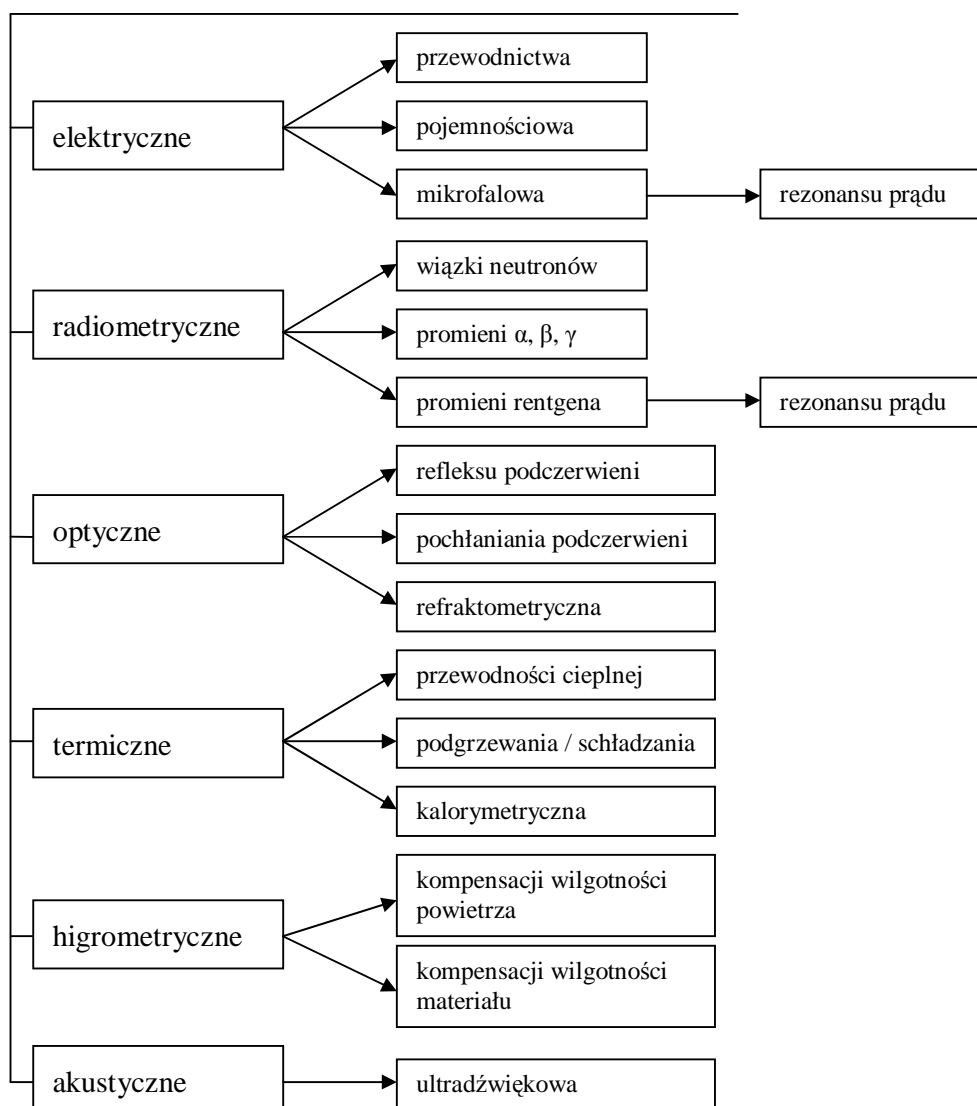 elektryczne
przewodnictwa
pojemnościowa
mikrofalowa
rezonansu prądu
radiometryczne
wiązki neutronów
promieni α, β, γ
promieni rentgena
rezonansu prądu
optyczne
refleksu podczerwieni
pochłaniania podczerwieni
refraktometryczna
termiczne
przewodności cieplnej
podgrzewania / schładzania
kalorymetryczna
higrometryczne
kompensacji wilgotności
powietrza
kompensacji wilgotności
materiału
akustyczne
ultradźwiękowa